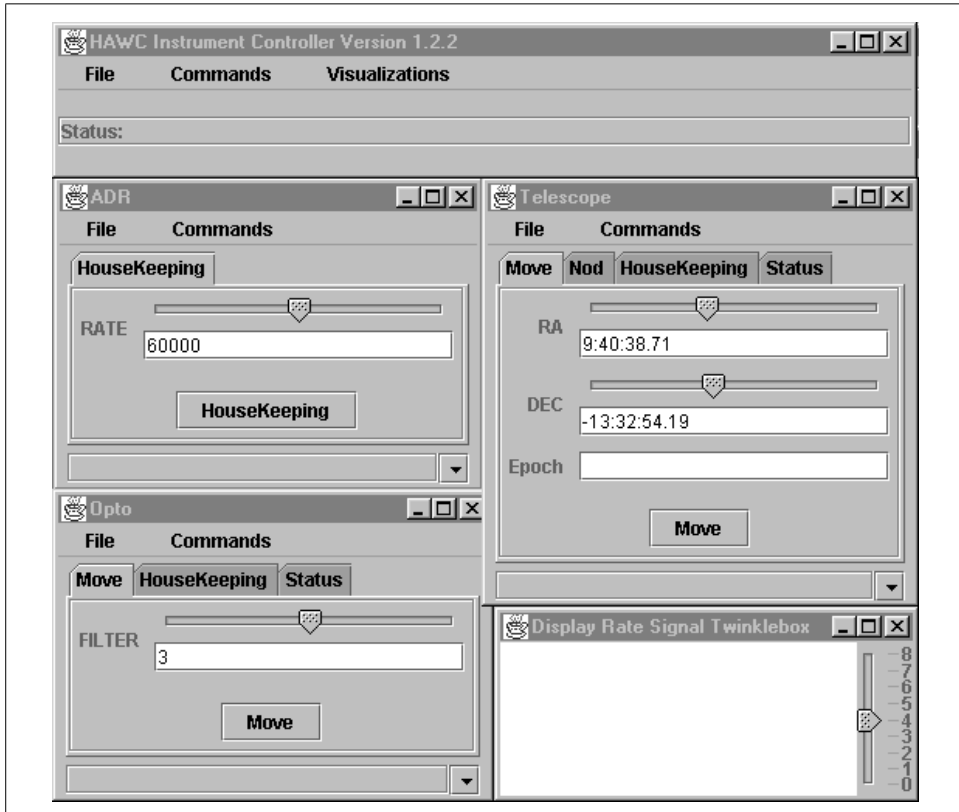 HAWC Instrument Controller Version 1.2.2
File Commands Visualizations
Status:
ADR
File Commands
HouseKeeping
RATE
60000
HouseKeeping
Telescope
File Commands
Move Nod HouseKeeping Status
RA
9:40:38.71
DEC
-13:32:54.19
Epoch
Move
Opto
File Commands
Move HouseKeeping Status
FILTER
3
Move
Display Rate Signal Twinklebox
8
7
6
5
4
3
2
1
0